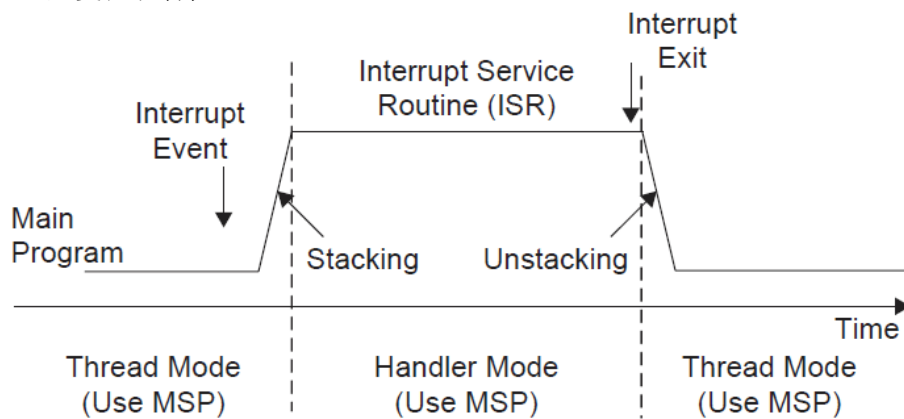 Interrupt
Exit
Interrupt Service
Routine (ISR)
Interrupt
Event
Main
Program
Stacking
Unstacking
Time
Thread Mode
(Use MSP)
Handler Mode
(Use MSP)
Thread Mode
(Use MSP)